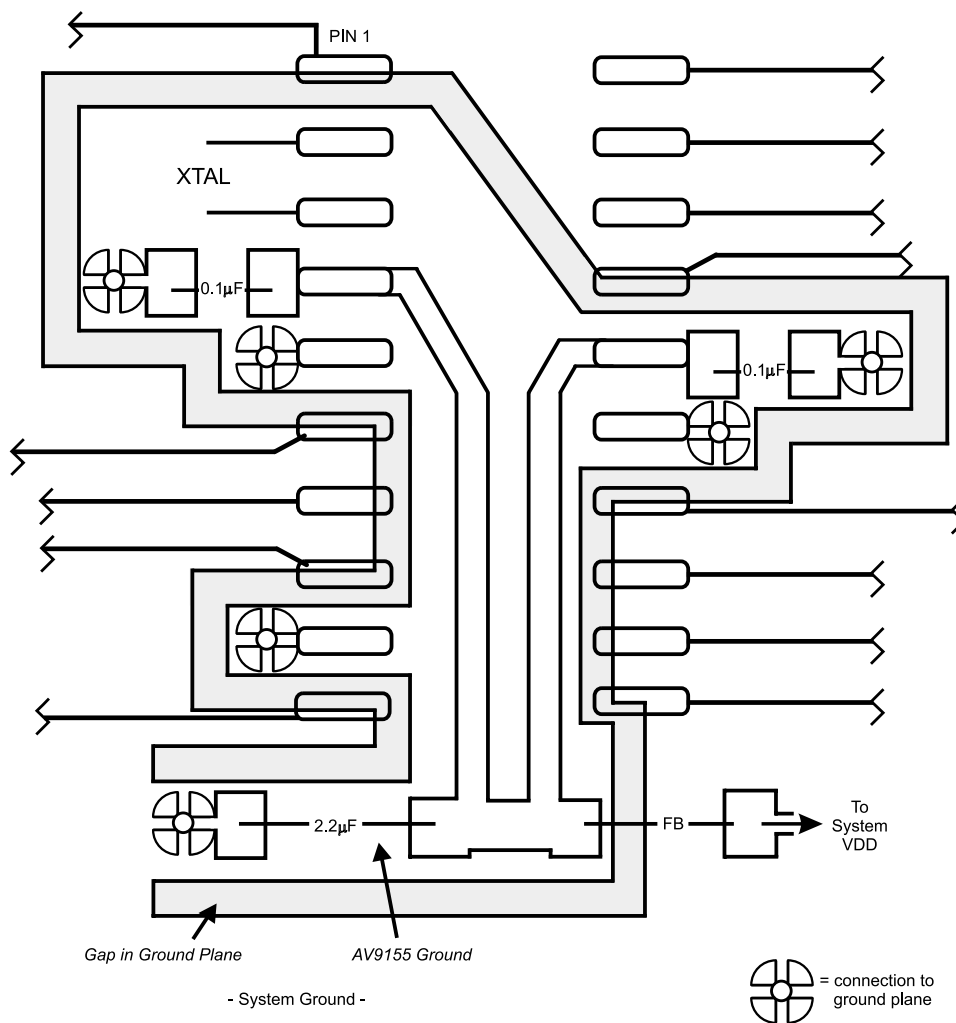 PIN 1
XTAL
0.1µF
0.1µF
2.2µF
FB
To
System
VDD
Gap in Ground Plane
AV9155 Ground
- System Ground -
= connection to
ground plane